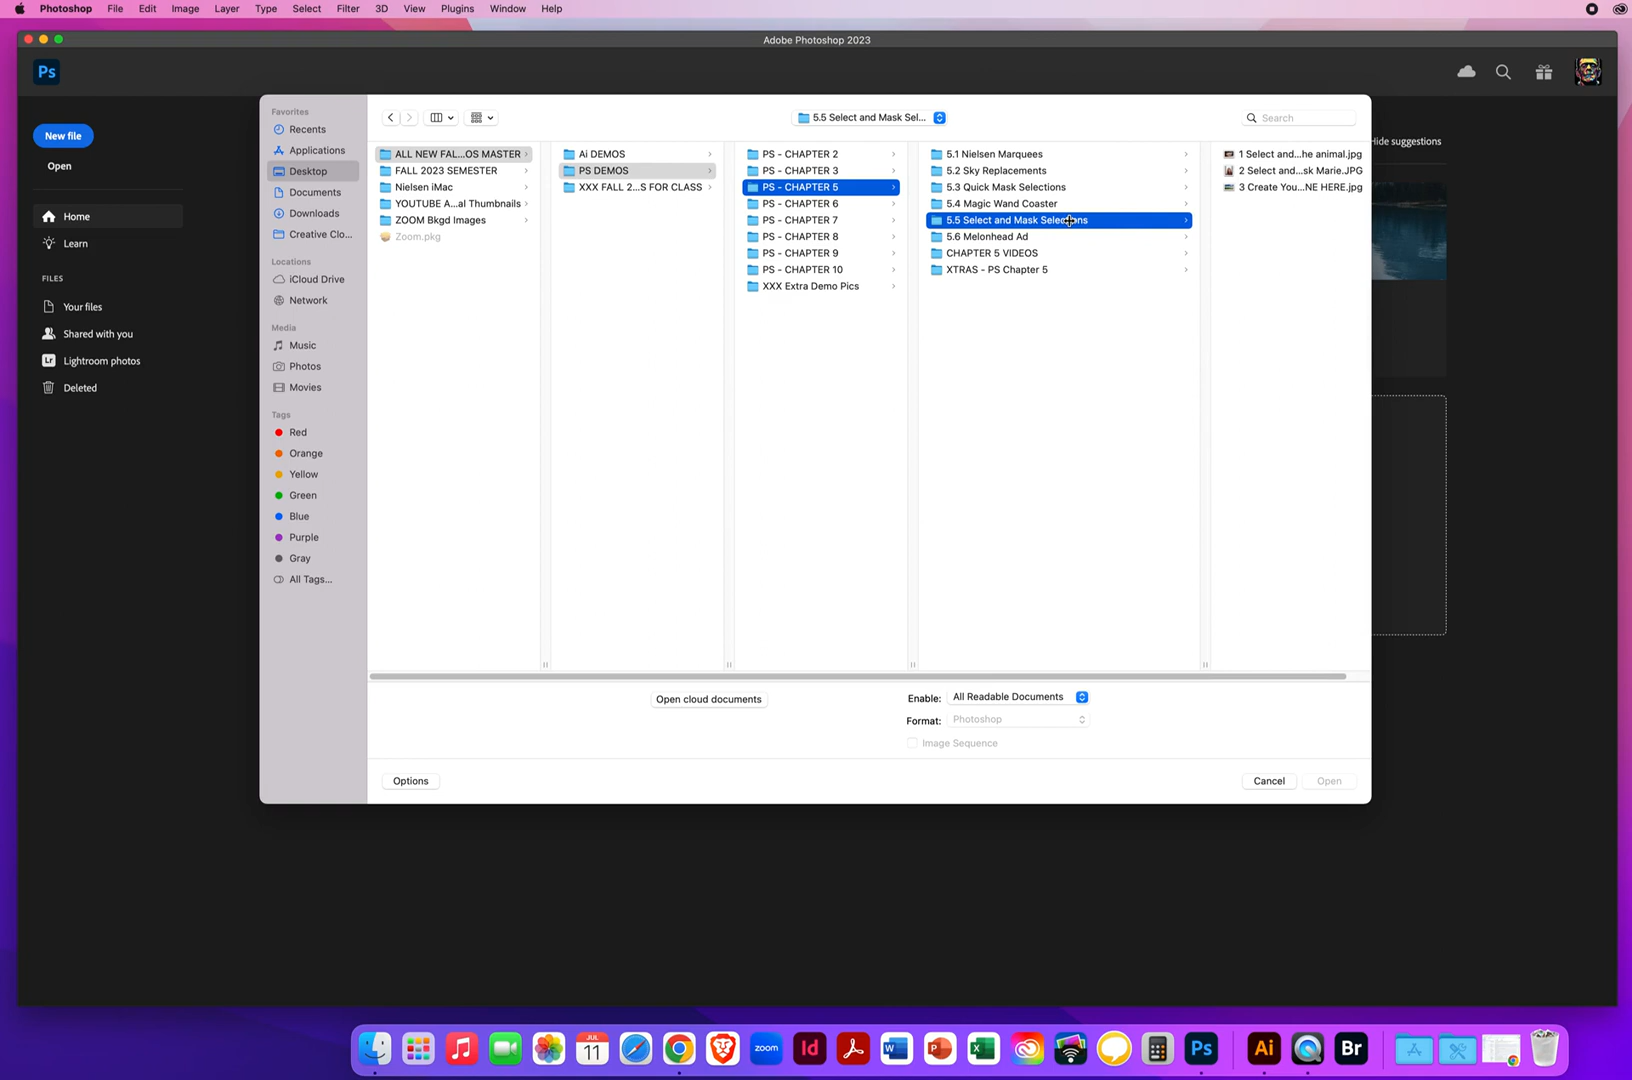 Photoshop File Edit Image Layer Type Select Filter 3D View Plugins Window Help
Adobe Photoshop 2023
Ps
New file
Open
Home
Learn
FILES
Your files
Shared with you
Lr Lightroom photos
Deleted
Hide suggestions
Favorites
Recents
Applications
Desktop
Documents
Downloads
Creative Clo...
Locations
iCloud Drive
Network
Media
Music
Photos
Movies
Tags
Red
Orange
Yellow
Green
Blue
Purple
Gray
All Tags...
5.5 Select and Mask Sel...
Search
ALL NEW FAL...OS MASTER
FALL 2023 SEMESTER
Nielsen iMac
YOUTUBE A...al Thumbnails
ZOOM Bkgd Images
Zoom.pkg
Ai DEMOS
PS DEMOS
XXX FALL 2...S FOR CLASS
PS - CHAPTER 2
PS - CHAPTER 3
PS - CHAPTER 5
PS - CHAPTER 6
PS - CHAPTER 7
PS - CHAPTER 8
PS - CHAPTER 9
PS - CHAPTER 10
XXX Extra Demo Pics
5.1 Nielsen Marquees
5.2 Sky Replacements
5.3 Quick Mask Selections
5.4 Magic Wand Coaster
5.5 Select and Mask Selections
5.6 Melonhead Ad
CHAPTER 5 VIDEOS
XTRAS - PS Chapter 5
1 Select and...he animal.jpg
2 Select and...sk Marie.JPG
3 Create You...NE HERE.jpg
Open cloud documents
Enable: All Readable Documents
Format: Photoshop
Image Sequence
Options
Cancel
Open
JUL
11
zoom
Id
W
P
X
Ps
Ai
Br